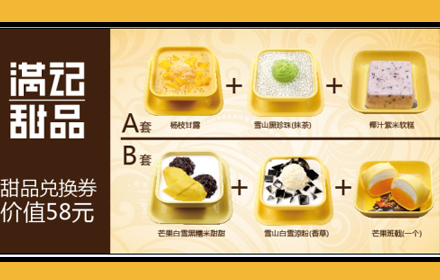 满记
甜品
甜品兑换券
价值58元
A套
杨枝甘露
雪山黑珍珠(抹茶)
椰汁紫米软糕
B套
芒果白雪黑糯米甜甜
雪山白雪凉粉(香草)
芒果班戟(一个)